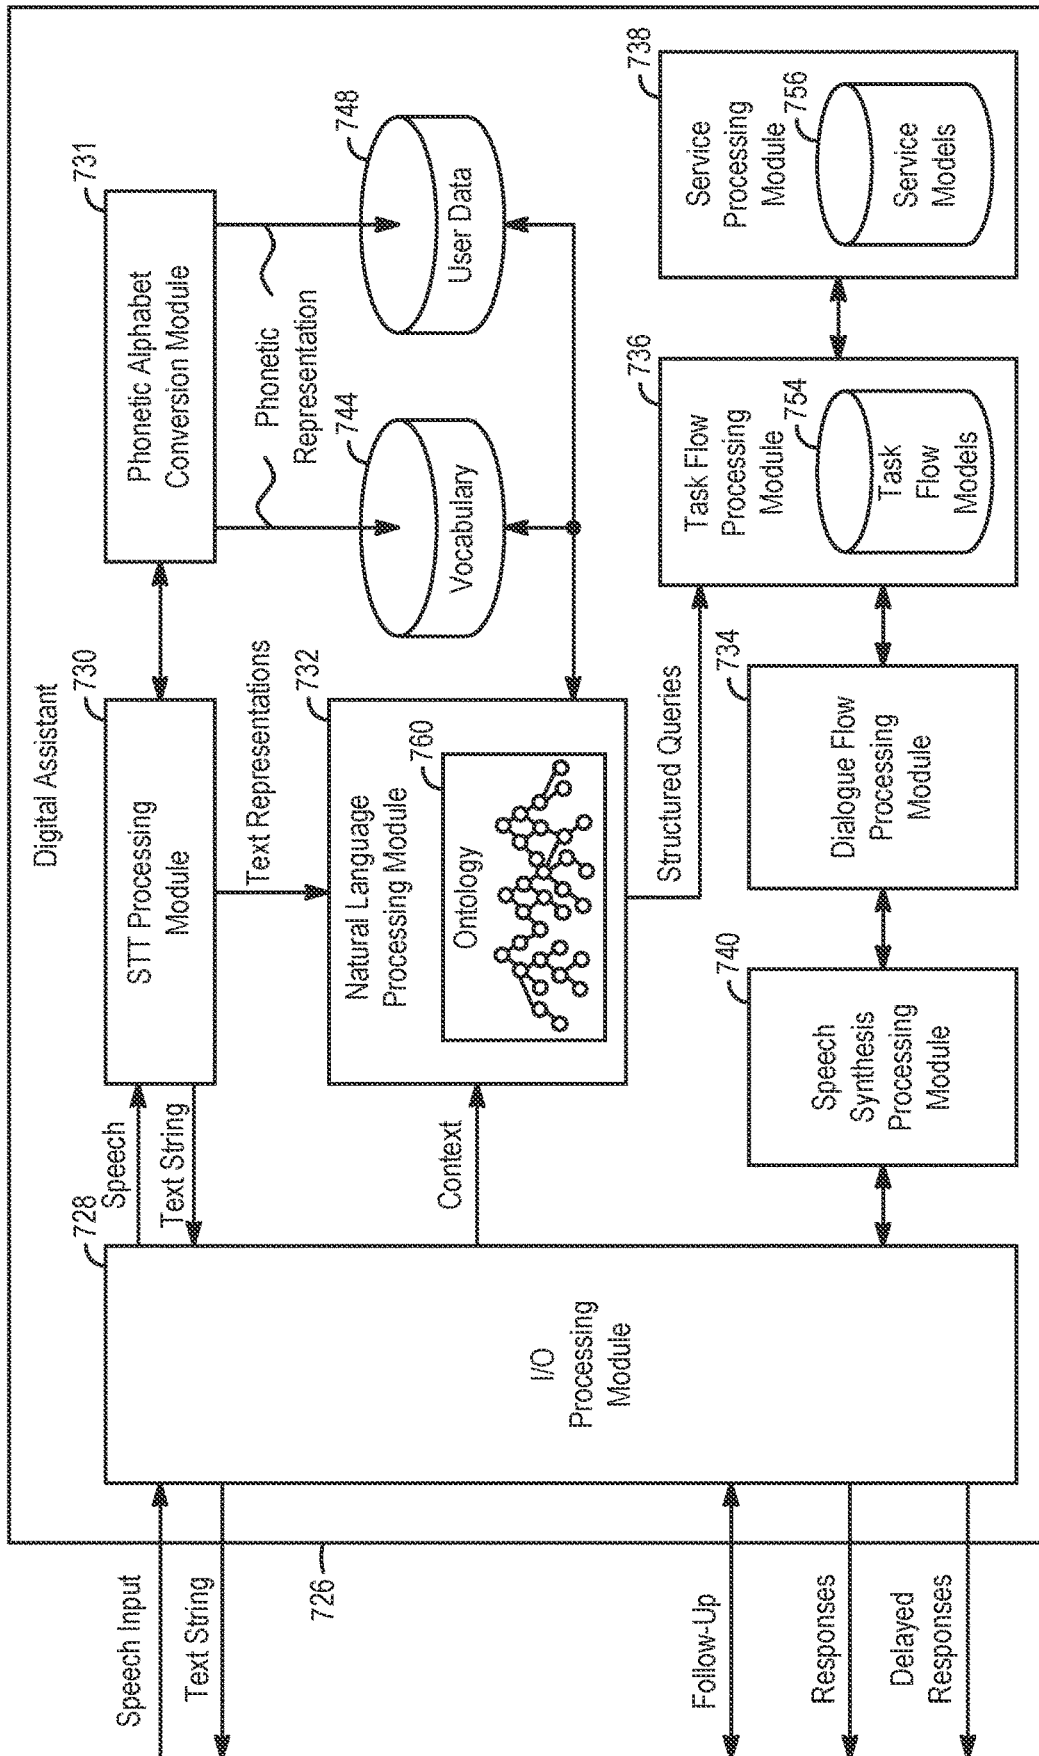 Digital Assistant
726
Speech Input
Text String
Follow-Up
Responses
Delayed
Responses
728
I/O
Processing
Module
Speech
Text String
Context
730
STT Processing
Module
Text Representations
731
Phonetic Alphabet
Conversion Module
Phonetic
Representation
744
Vocabulary
748
User Data
732
Natural Language
Processing Module
760
Ontology
Structured Queries
740
Speech
Synthesis
Processing
Module
734
Dialogue Flow
Processing
Module
736
Task Flow
Processing
Module
754
Task
Flow
Models
738
Service
Processing
Module
756
Service
Models